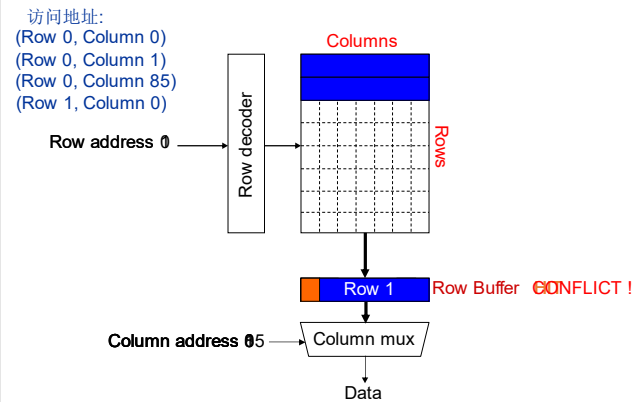 访问地址:
(Row 0, Column 0)
(Row 0, Column 1)
(Row 0, Column 85)
(Row 1, Column 0)
Columns
Rows
Row decoder
Row address
Row 1
Row Buffer
CONFLICT !
Column address
Column mux
Data